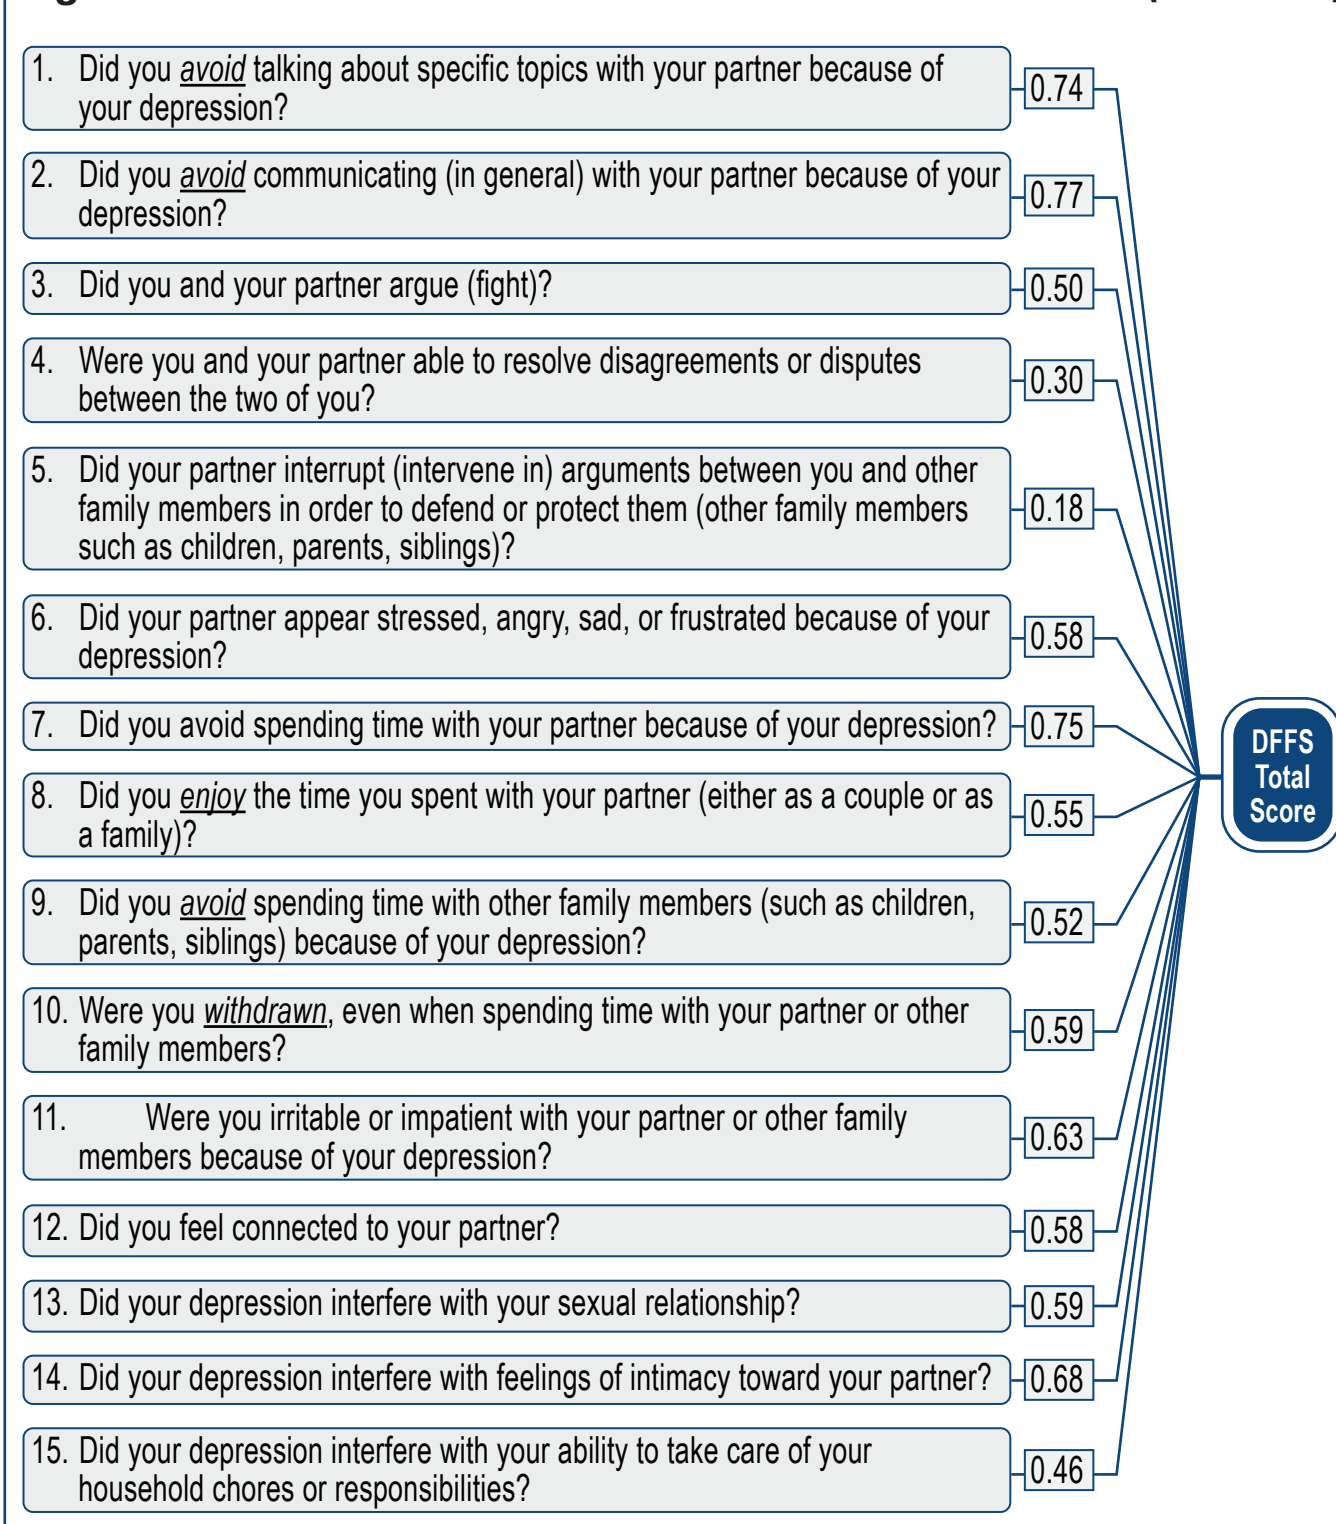 1. Did you avoid talking about specific topics with your partner because of
your depression?
0.74
2. Did you avoid communicating (in general) with your partner because of your
depression?
0.77
3. Did you and your partner argue (fight)?
0.50
4. Were you and your partner able to resolve disagreements or disputes
between the two of you?
0.30
5. Did your partner interrupt (intervene in) arguments between you and other
family members in order to defend or protect them (other family members
such as children, parents, siblings)?
0.18
6. Did your partner appear stressed, angry, sad, or frustrated because of your
depression?
0.58
7. Did you avoid spending time with your partner because of your depression?
0.75
8. Did you enjoy the time you spent with your partner (either as a couple or as
a family)?
0.55
9. Did you avoid spending time with other family members (such as children,
parents, siblings) because of your depression?
0.52
10. Were you withdrawn, even when spending time with your partner or other
family members?
0.59
11. Were you irritable or impatient with your partner or other family
members because of your depression?
0.63
12. Did you feel connected to your partner?
0.58
13. Did your depression interfere with your sexual relationship?
0.59
14. Did your depression interfere with feelings of intimacy toward your partner?
0.68
15. Did your depression interfere with your ability to take care of your
household chores or responsibilities?
0.46
DFFS
Total
Score